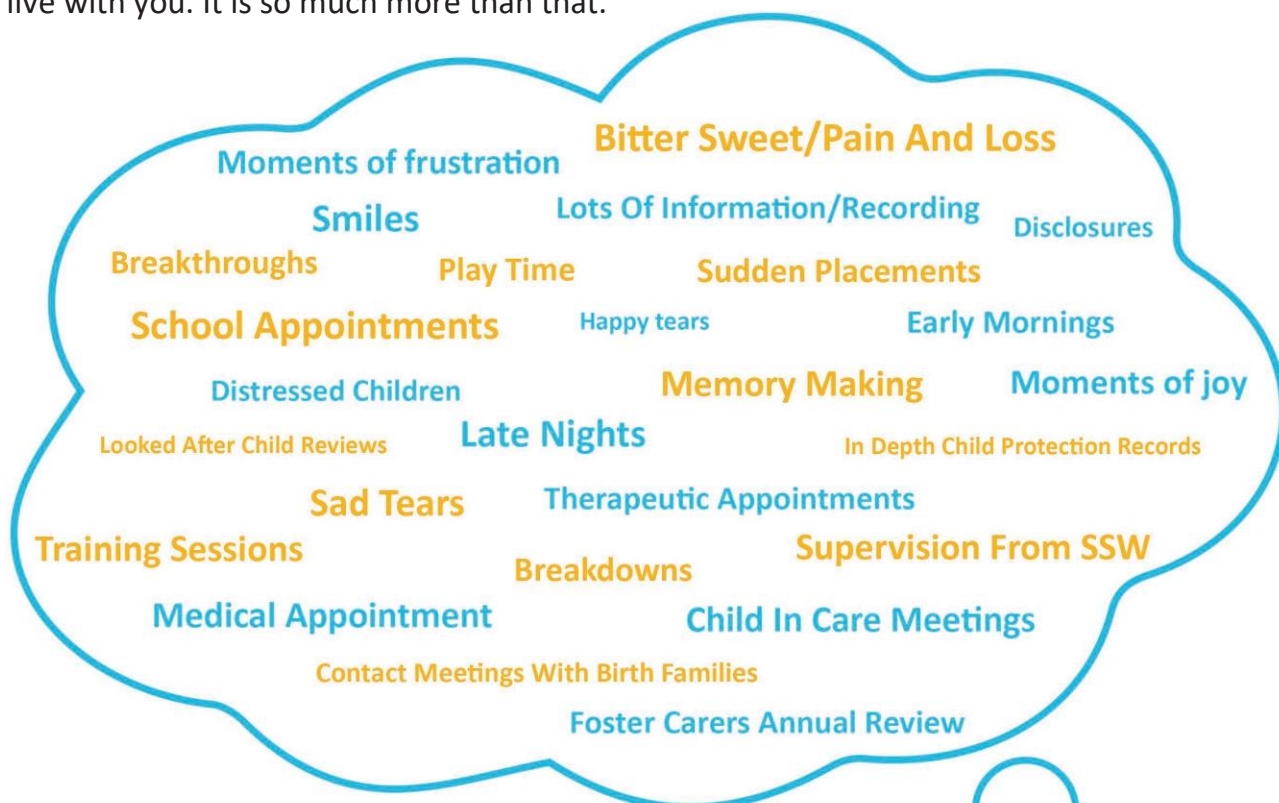 live with you. It is so much more than that.
Bitter Sweet/Pain And Loss
Moments of frustration
Smiles
Lots Of Information/Recording
Disclosures
Breakthroughs
Play Time
Sudden Placements
School Appointments
Happy tears
Early Mornings
Distressed Children
Memory Making
Moments of joy
Looked After Child Reviews
Late Nights
In Depth Child Protection Records
Sad Tears
Therapeutic Appointments
Training Sessions
Breakdowns
Supervision From SSW
Medical Appointment
Child In Care Meetings
Contact Meetings With Birth Families
Foster Carers Annual Review